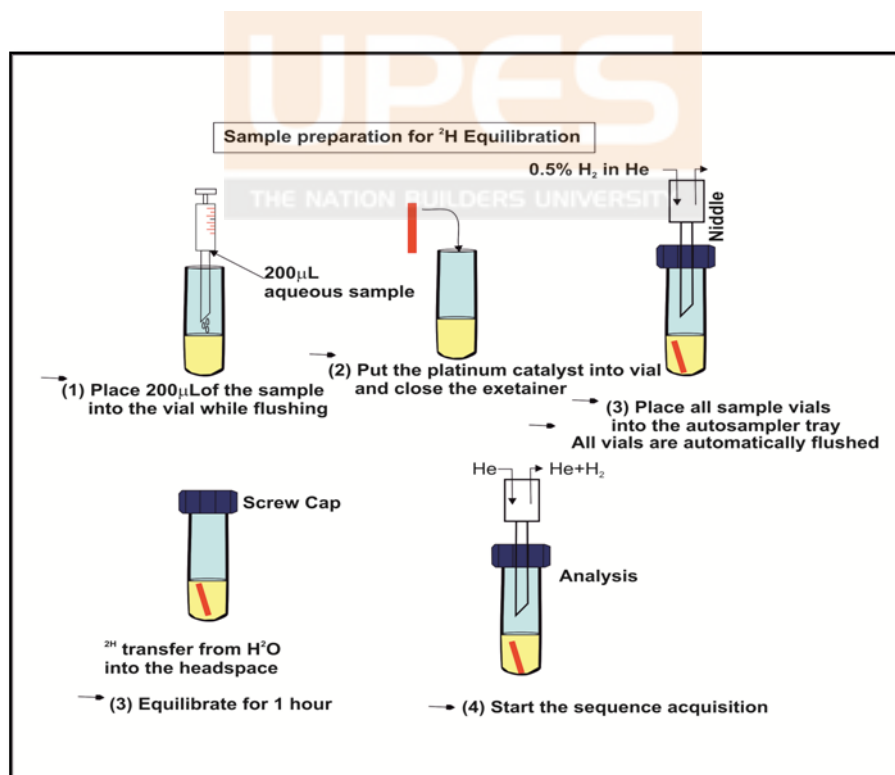 UPES
Sample preparation for ²H Equilibration
THE NATION BUILDERS UNIVERSITY
0.5% H₂ in He
Niddle
200µL
aqueous sample
(1) Place 200µLof the sample
into the vial while flushing
(2) Put the platinum catalyst into vial
and close the exetainer
(3) Place all sample vials
into the autosampler tray
All vials are automatically flushed
Screw Cap
He
He+H₂
Analysis
²ᴴ transfer from H²O
into the headspace
(3) Equilibrate for 1 hour
(4) Start the sequence acquisition